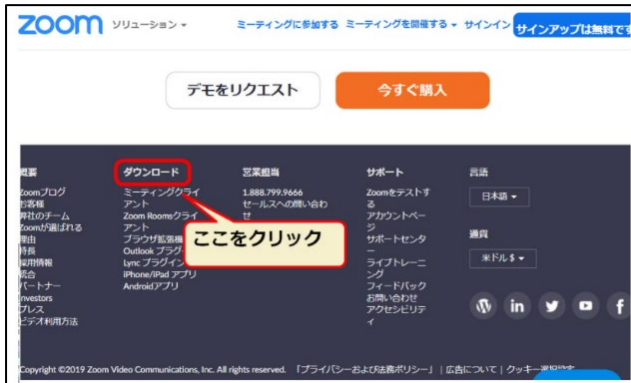 zoom ソリューション ミーティングに参加する ミーティングを開催する サインイン サインアップは無料です
デモをリクエスト 今すぐ購入
概要
Zoomブログ
お客様
弊社のチーム
Zoomが選ばれる
理由
特長
採用情報
統合
パートナー
Investors
プレス
ビデオ利用方法
ダウンロード
ミーティングクライ
アント
Zoom Roomsクライ
アント
ブラウザ拡張機
Outlook プラグ
Lync プラグイン
iPhone/iPad アプリ
Androidアプリ
ここをクリック
営業担当
1.888.799.9666
セールスへの問い合わ
せ
サポート
Zoomをテストす
る
アカウントペー
ジ
サポートセンタ
ー
ライブトレーニ
ング
フィードバック
お問い合わせ
アクセシビリテ
ィ
言語
日本語
通貨
米ドル $
Copyright ©2019 Zoom Video Communications, Inc. All rights reserved. 「プライバシーおよび法務ポリシー」 | 広告について | クッキー